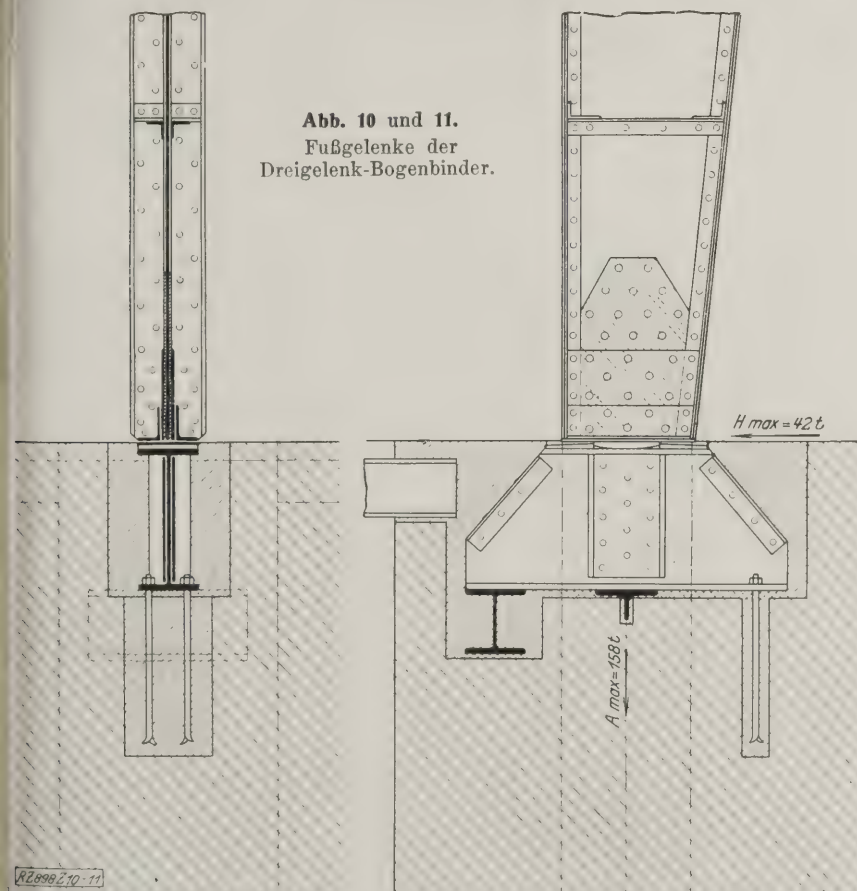 Abb. 10 und 11.
Fußgelenke der
Dreigelenk-Bogenbinder.
H max = 42 t
A max = 158 t
RZ898Z10-11